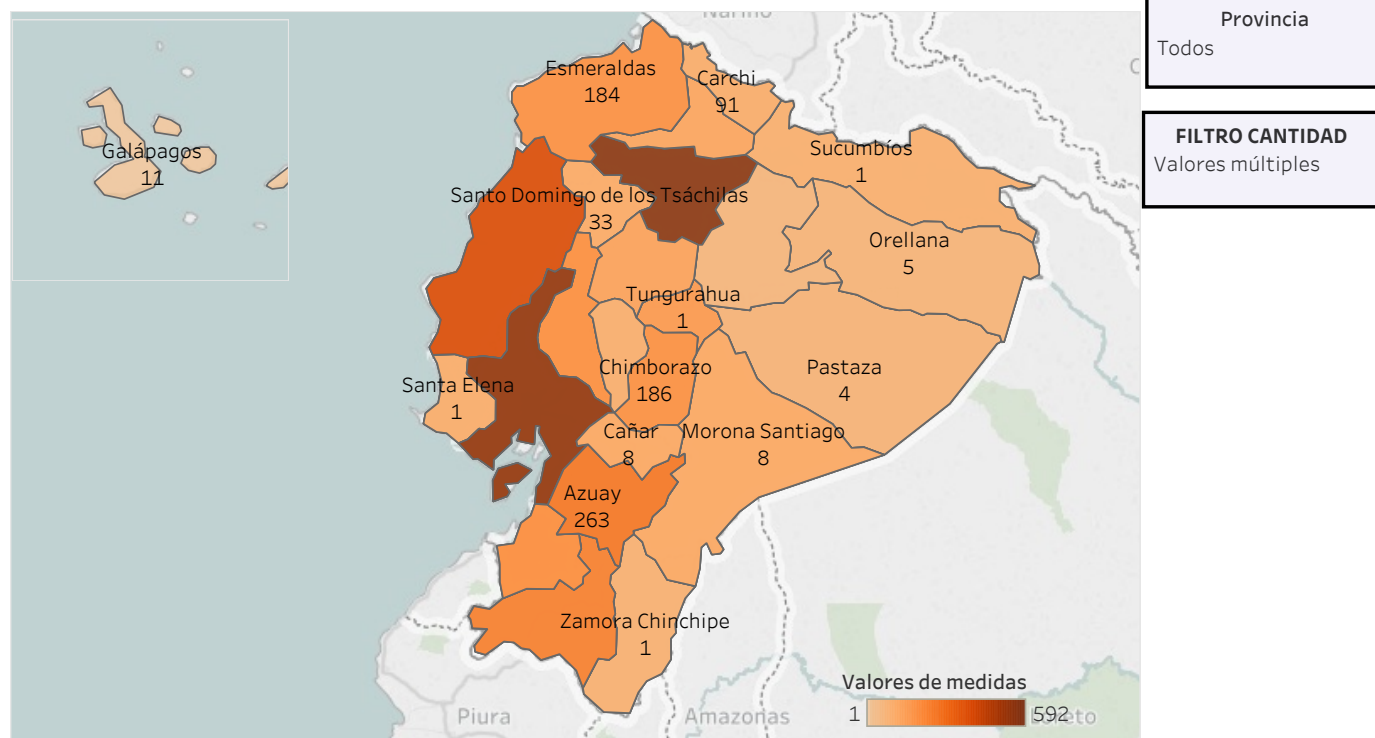 Nariño
Provincia
Todos
FILTRO CANTIDAD
Valores múltiples
Esmeraldas
184
Carchi
91
Galápagos
11
Sucumbíos
1
Santo Domingo de los Tsáchilas
33
Orellana
5
Tungurahua
1
Chimborazo
186
Pastaza
4
Santa Elena
1
Cañar
8
Morona Santiago
8
Azuay
263
Zamora Chinchipe
1
Valores de medidas
1
592
Piura
Amazonas